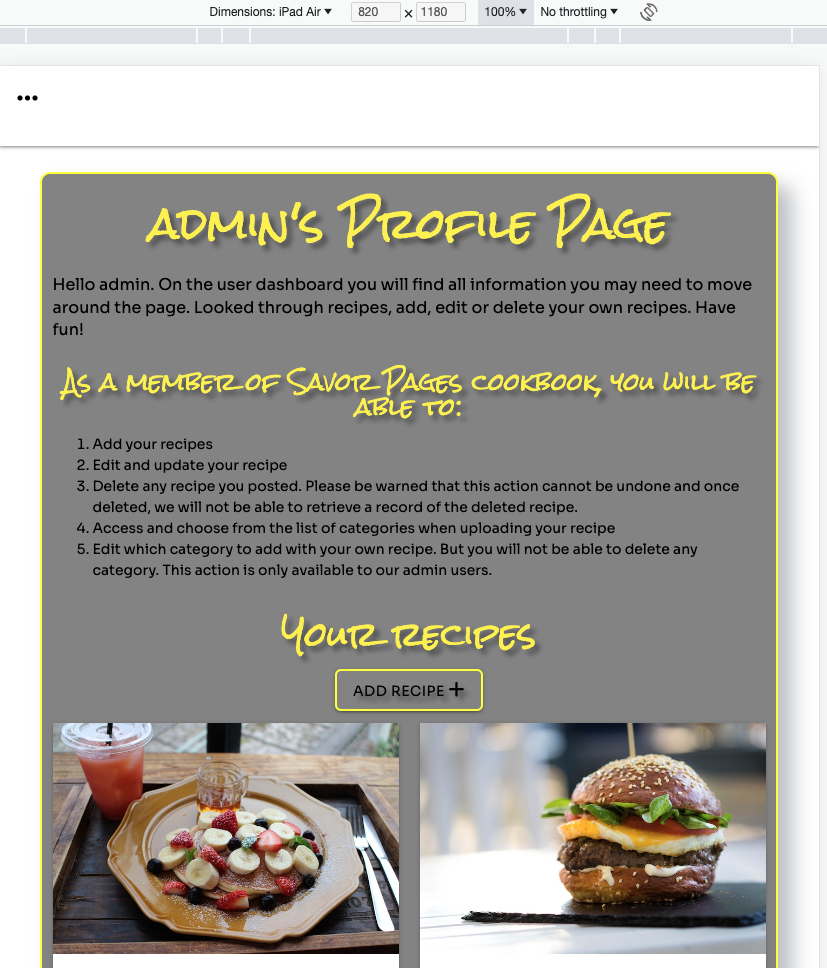 Dimensions: iPad Air 820 × 1180 100% No throttling
admin's Profile Page
Hello admin. On the user dashboard you will find all information you may need to move
around the page. Looked through recipes, add, edit or delete your own recipes. Have
fun!
As a member of Savor Pages cookbook, you will be
able to:
1. Add your recipes
2. Edit and update your recipe
3. Delete any recipe you posted. Please be warned that this action cannot be undone and once
deleted, we will not be able to retrieve a record of the deleted recipe.
4. Access and choose from the list of categories when uploading your recipe
5. Edit which category to add with your own recipe. But you will not be able to delete any
category. This action is only available to our admin users.
Your recipes
ADD RECIPE +